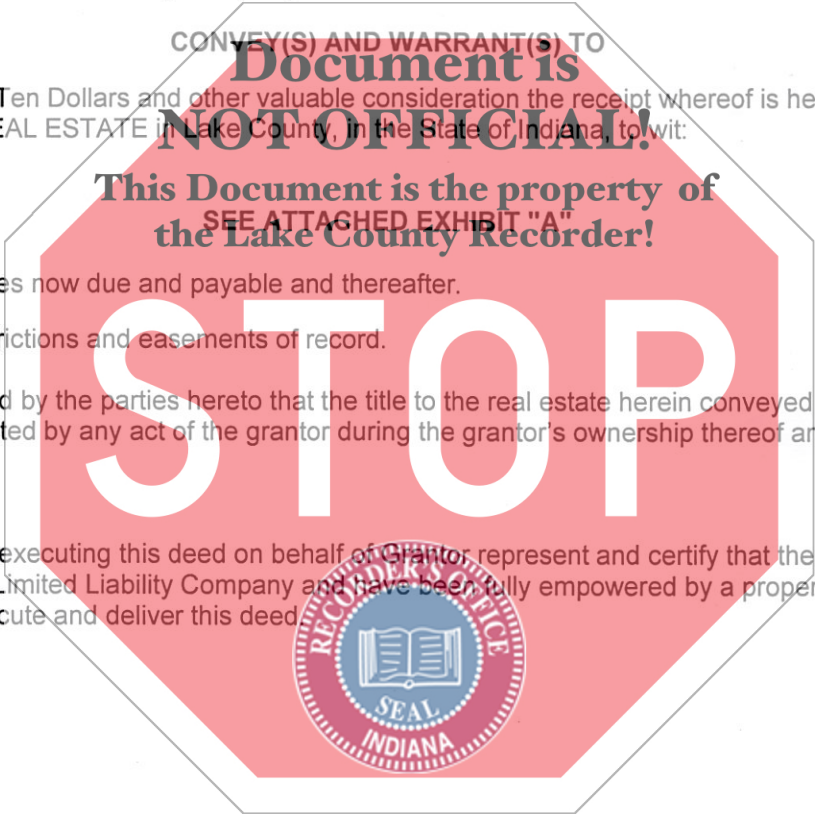 CONVEY(S) AND WARRANT(S) TO
Document is
Ten Dollars and other valuable consideration the receipt whereof is he
EAL ESTATE in Lake County, in the State of Indiana, to wit:
NOT OFFICIAL!
This Document is the property of
SEE ATTACHED EXHIBIT "A"
the Lake County Recorder!
es now due and payable and thereafter.
ictions and easements of record.
STOP
d by the parties hereto that the title to the real estate herein conveyed
ted by any act of the grantor during the grantor's ownership thereof an
executing this deed on behalf of Grantor represent and certify that the
Limited Liability Company and have been fully empowered by a proper
cute and deliver this deed.
RECORDER'S OFFICE
SEAL
INDIANA